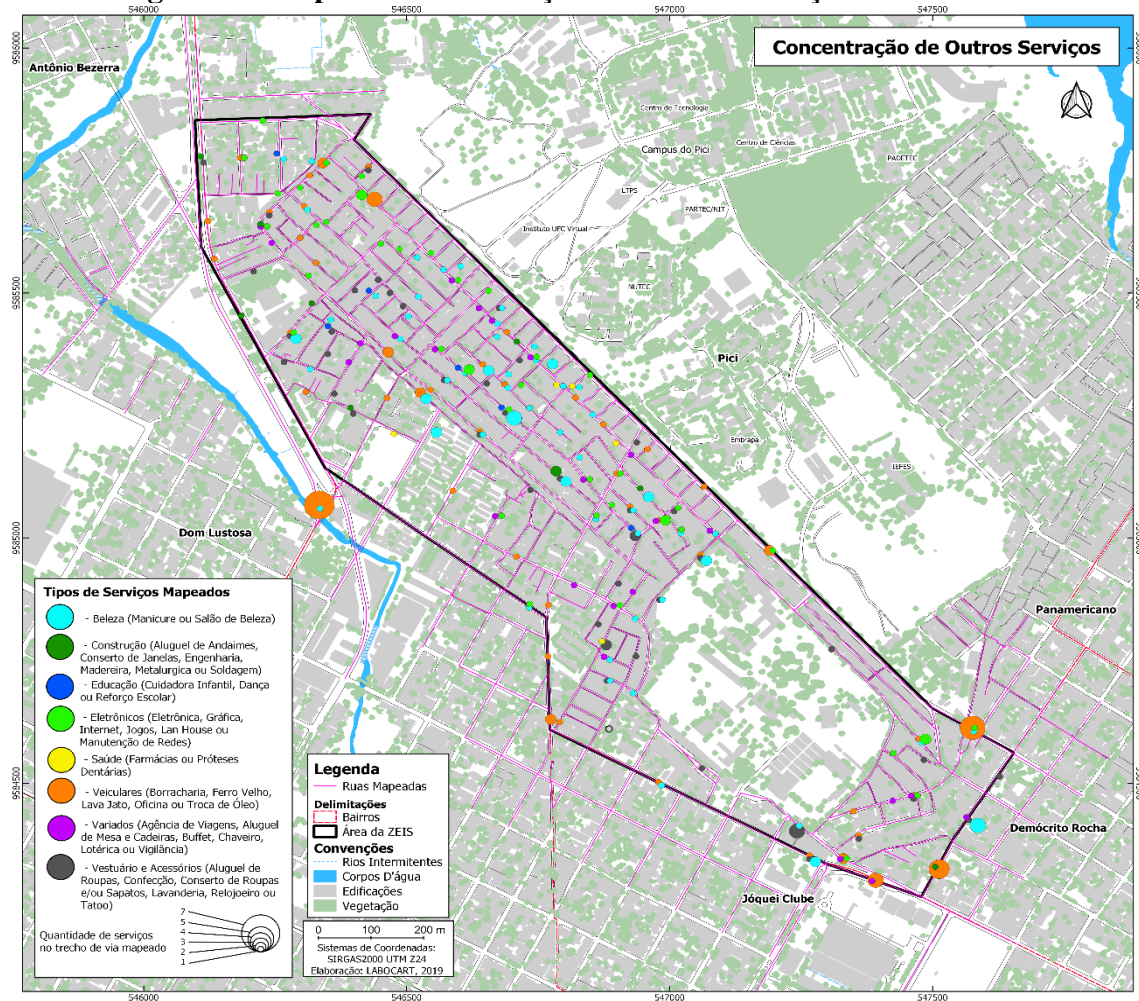 546000 546500 547000 547500
Concentração de Outros Serviços
Antônio Bezerra
Centro de Tecnologia
Campus do Pici
Centro de Ciências
PADETEC
LTPS
PARTEC/NIT
Instituto UFC Virtual
NUTEC
Pici
Embrapa
Dom Lustosa
Panamericano
Demócrito Rocha
Jóquei Clube
9585500
9585000
9584500
Tipos de Serviços Mapeados
- Beleza (Manicure ou Salão de Beleza)
- Construção (Aluguel de Andaimes,
Conserto de Janelas, Engenharia,
Madereira, Metalurgica ou Soldagem)
- Educação (Cuidadora Infantil, Dança
ou Reforço Escolar)
- Eletrônicos (Eletrônica, Gráfica,
Internet, Jogos, Lan House ou
Manutenção de Redes)
- Saúde (Farmácias ou Próteses
Dentárias)
- Veiculares (Borracharia, Ferro Velho,
Lava Jato, Oficina ou Troca de Óleo)
- Variados (Agência de Viagens, Aluguel
de Mesa e Cadeiras, Buffet, Chaveiro,
Lotérica ou Vigilância)
- Vestuário e Acessórios (Aluguel de
Roupas, Confecção, Conserto de Roupas
e/ou Sapatos, Lavanderia, Relojoeiro ou
Tatoo)
Quantidade de serviços
no trecho de via mapeado
7
5
4
3
2
1
Legenda
Ruas Mapeadas
Delimitações
Bairros
Área da ZEIS
Convenções
Rios Intermitentes
Corpos D'água
Edificações
Vegetação
0 100 200 m
Sistemas de Coordenadas:
SIRGAS2000 UTM Z24
Elaboração: LABOCART, 2019
546000 546500 547000 547500